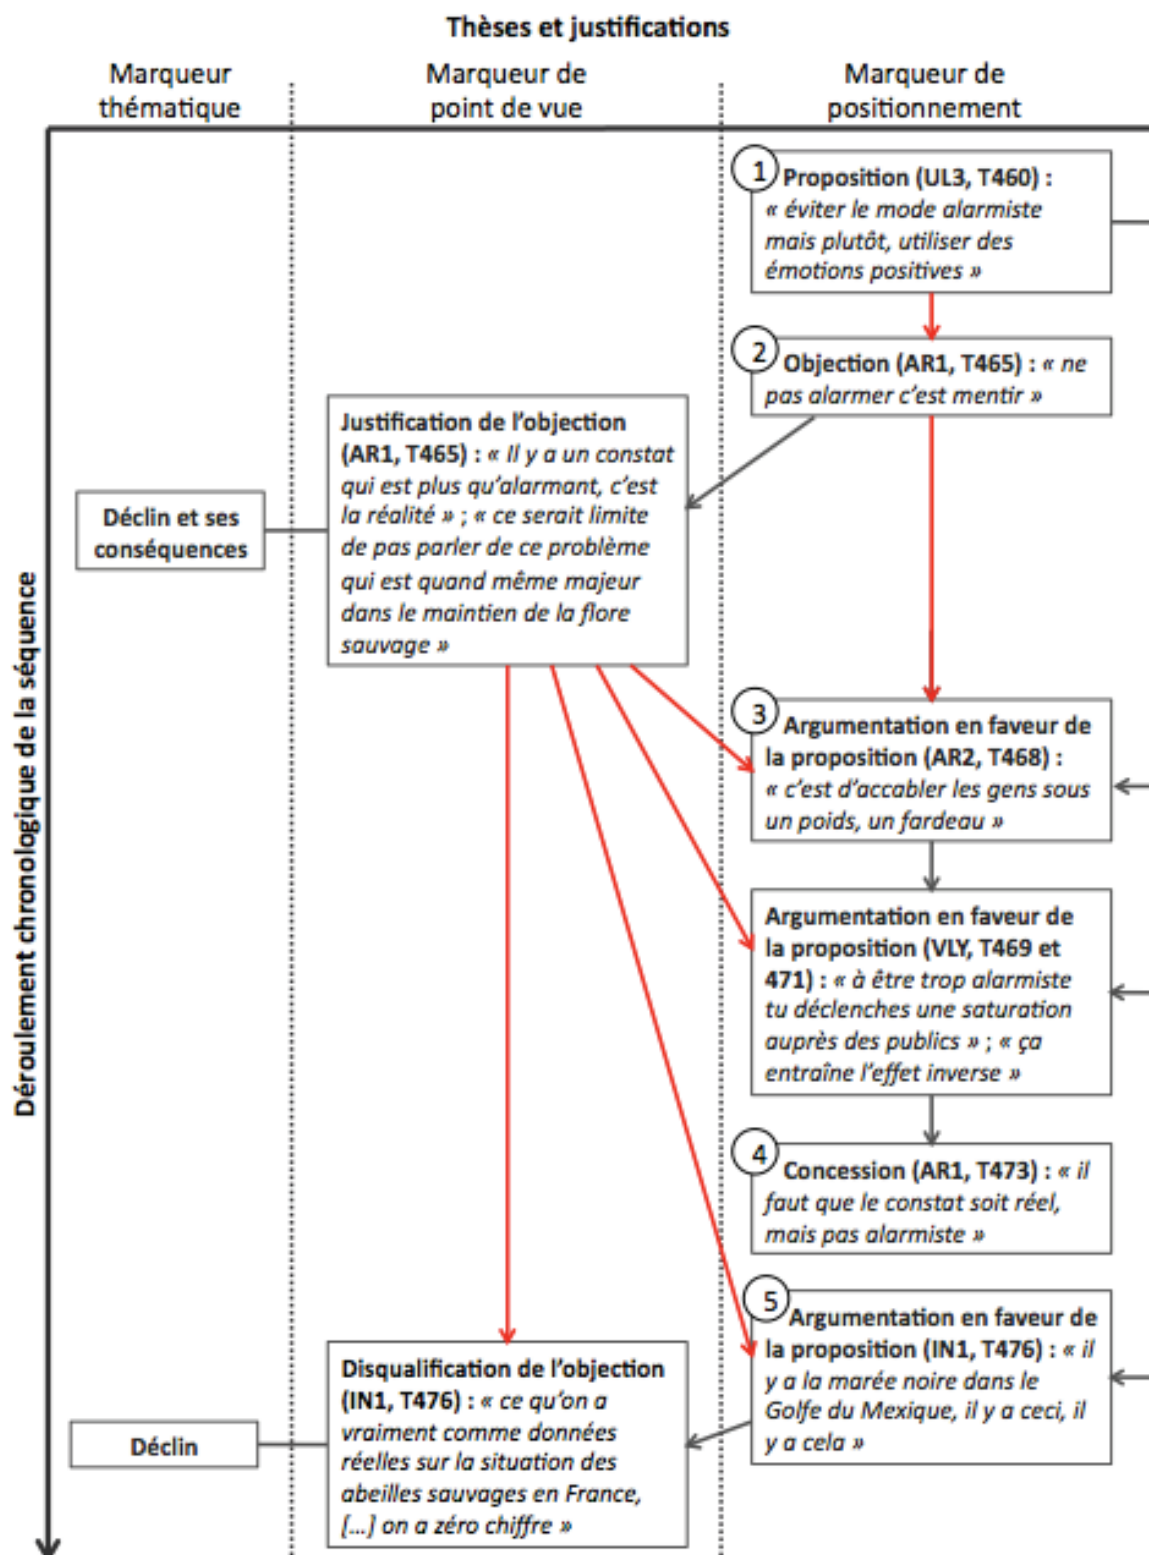 Thèses et justifications
Marqueur
thématique
Marqueur de
point de vue
Marqueur de
positionnement
Déroulement chronologique de la séquence
1
Proposition (UL3, T460) :
« éviter le mode alarmiste
mais plutôt, utiliser des
émotions positives »
2
Objection (AR1, T465) : « ne
pas alarmer c’est mentir »
Justification de l’objection
(AR1, T465) : « Il y a un constat
qui est plus qu’alarmant, c’est
la réalité » ; « ce serait limite
de pas parler de ce problème
qui est quand même majeur
dans le maintien de la flore
sauvage »
Déclin et ses
conséquences
3
Argumentation en faveur de
la proposition (AR2, T468) :
« c’est d’accabler les gens sous
un poids, un fardeau »
Argumentation en faveur de
la proposition (VLY, T469 et
471) : « à être trop alarmiste
tu déclenches une saturation
auprès des publics » ; « ça
entraîne l’effet inverse »
4
Concession (AR1, T473) : « il
faut que le constat soit réel,
mais pas alarmiste »
5
Argumentation en faveur de
la proposition (IN1, T476) : « il
y a la marée noire dans le
Golfe du Mexique, il y a ceci, il
y a cela »
Disqualification de l’objection
(IN1, T476) : « ce qu’on a
vraiment comme données
réelles sur la situation des
abeilles sauvages en France,
[…] on a zéro chiffre »
Déclin